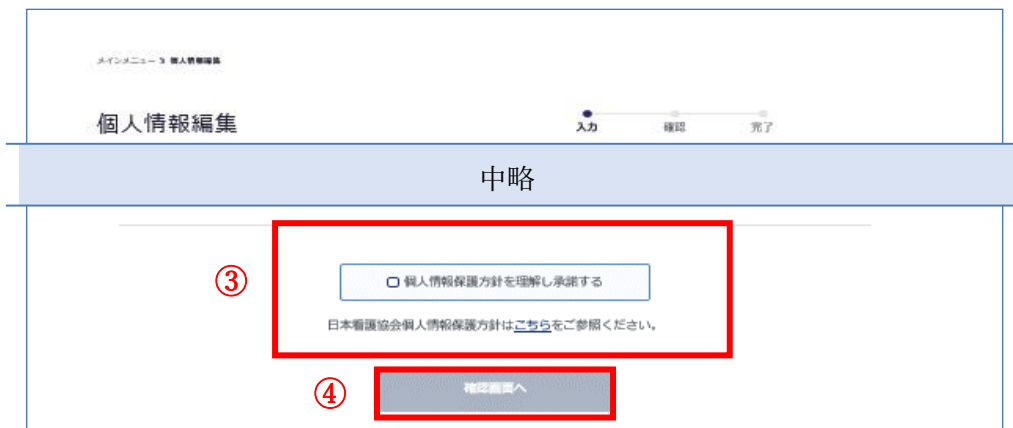 メインメニュー > 個人情報編集
個人情報編集
入力 確認 完了
中略
③
個人情報保護方針を理解し承諾する
日本看護協会個人情報保護方針はこちらをご参照ください。
④
確認画面へ